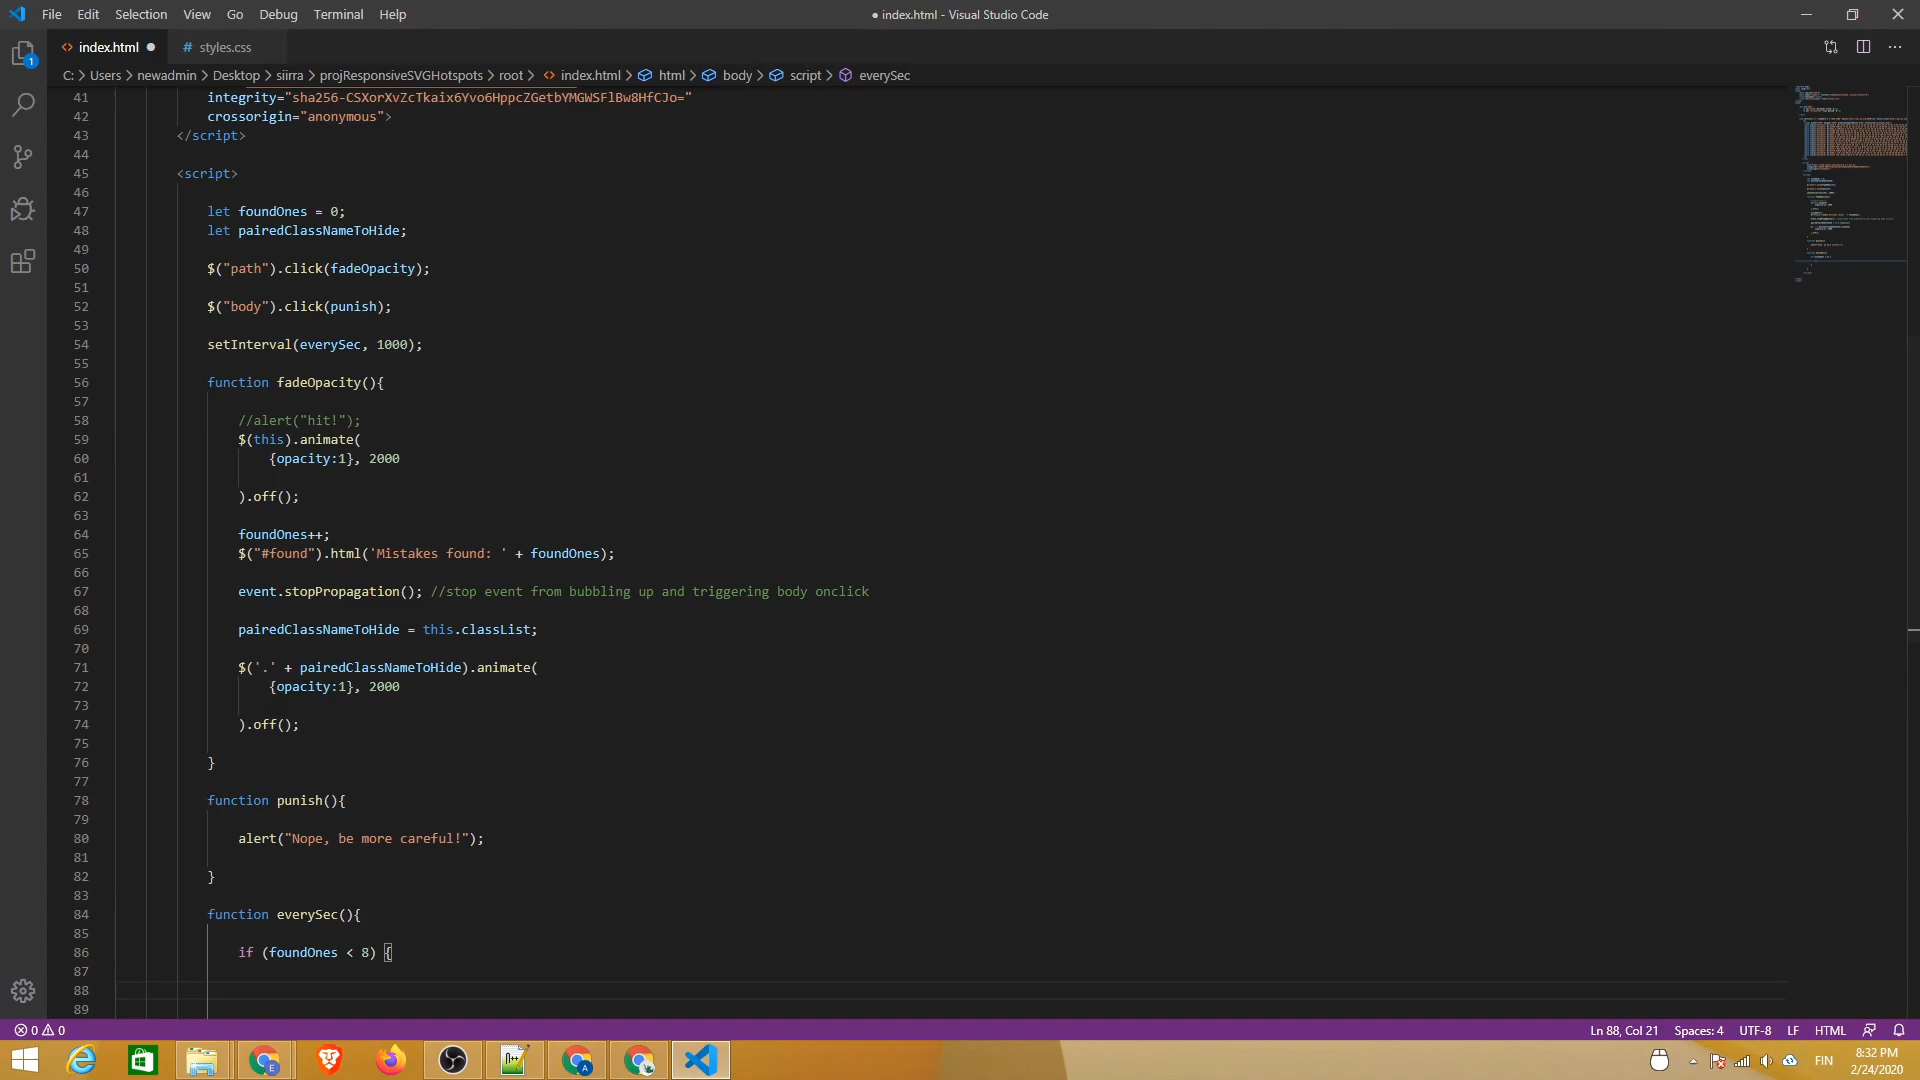 File Edit Selection View Go Debug Terminal Help
● index.html - Visual Studio Code
<> index.html ●
# styles.css
C: > Users > newadmin > Desktop > siirra > projResponsiveSVGHotspots > root > <> index.html > html > body > script > everySec
41 integrity="sha256-CSXorXvZcTkaix6Yvo6HppcZGetbYMGWSFlBw8HfCJo="
42 crossorigin="anonymous">
43 </script>
44
45 <script>
46
47 let foundOnes = 0;
48 let pairedClassNameToHide;
49
50 $("path").click(fadeOpacity);
51
52 $("body").click(punish);
53
54 setInterval(everySec, 1000);
55
56 function fadeOpacity(){
57
58 //alert("hit!");
59 $(this).animate(
60 {opacity:1}, 2000
61
62 ).off();
63
64 foundOnes++;
65 $("#found").html('Mistakes found: ' + foundOnes);
66
67 event.stopPropagation(); //stop event from bubbling up and triggering body onclick
68
69 pairedClassNameToHide = this.classList;
70
71 $('.' + pairedClassNameToHide).animate(
72 {opacity:1}, 2000
73
74 ).off();
75
76 }
77
78 function punish(){
79
80 alert("Nope, be more careful!");
81
82 }
83
84 function everySec(){
85
86 if (foundOnes < 8) {
87
88
89
1
0 0
Ln 88, Col 21 Spaces: 4 UTF-8 LF HTML
E
A
FIN
8:32 PM
2/24/2020